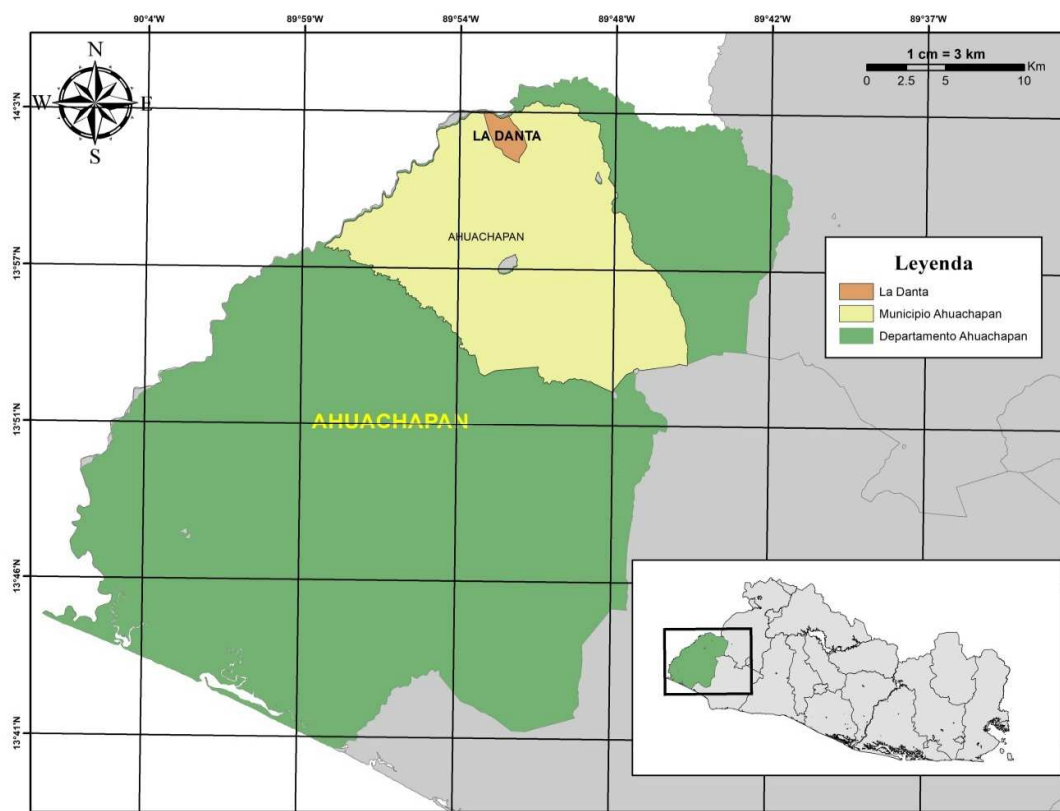 90°4'W 89°59'W 89°54'W 89°48'W 89°42'W 89°37'W
N
W E
S
1 cm = 3 km
Km
0 2.5 5 10
14°3'N
LA DANTA
AHUACHAPAN
13°57'N
Leyenda
La Danta
Municipio Ahuachapan
Departamento Ahuachapan
AHUACHAPAN
13°51'N
13°46'N
13°41'N